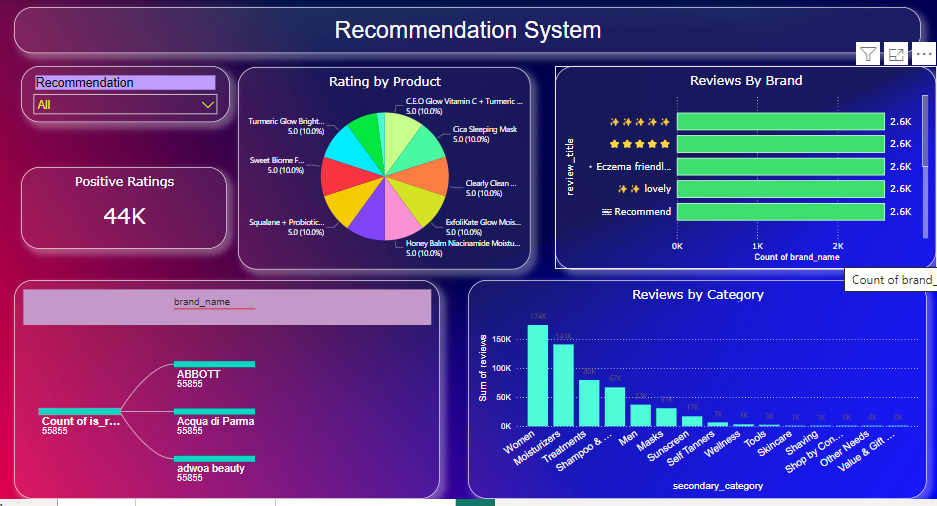 Recommendation System
Recommendation
All
Positive Ratings
44K
Rating by Product
C.E.O Glow Vitamin C + Turmeric ...
5.0 (10.0%)
Cica Sleeping Mask
5.0 (10.0%)
Clearly Clean ...
5.0 (10.0%)
ExfoliKate Glow Mois...
5.0 (10.0%)
Honey Balm Niacinamide Moistu...
5.0 (10.0%)
Squalane + Probiotic...
5.0 (10.0%)
Sweet Biome F...
5.0 (10.0%)
Turmeric Glow Bright...
5.0 (10.0%)
Reviews By Brand
review_title
✨✨✨✨✨ 2.6K
⭐⭐⭐⭐⭐ 2.6K
• Eczema friendl... 2.6K
✨✨ lovely 2.6K
Recommend 2.6K
0K 1K 2K
Count of brand_name
Count of brand_
brand_name
Count of is_r...
55855
ABBOTT
55855
Acqua di Parma
55855
adwoa beauty
55855
Reviews by Category
Sum of reviews
150K
100K
50K
0K
174K 141K 80K 67K 37K 31K 17K 7K 3K 3K 1K 1K 0K 0K 0K
Women Moisturizers Treatments Shampoo & ... Men Masks Sunscreen Self Tanners Wellness Tools Skincare Shaving Shop by Con... Other Needs Value & Gift ...
secondary_category